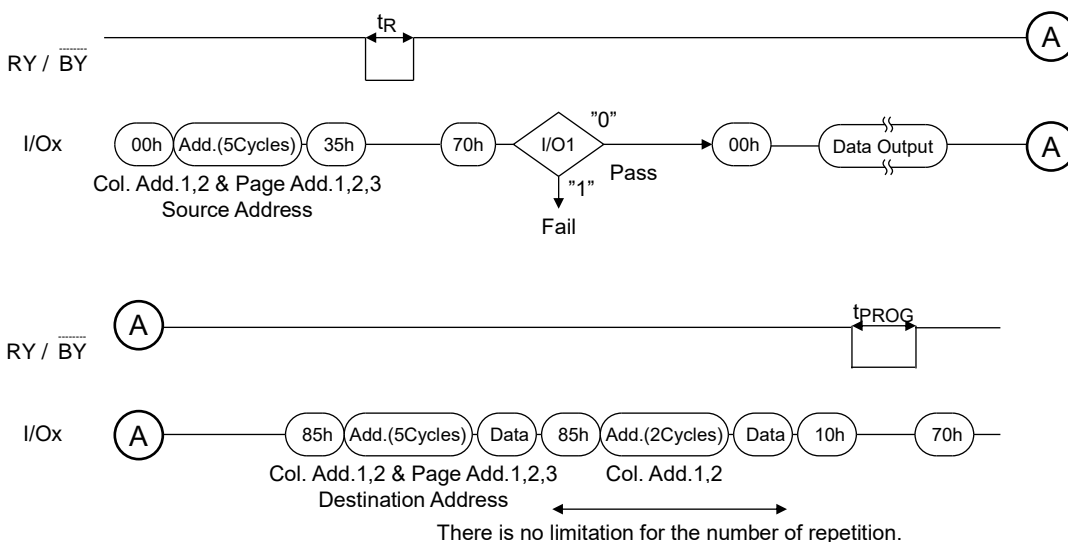 tR
A
RY / BY
I/Ox
00h
Add.(5Cycles)
35h
70h
I/O1
"0"
Pass
00h
Data Output
A
"1"
Fail
Col. Add.1,2 & Page Add.1,2,3
Source Address
A
tPROG
RY / BY
I/Ox
A
85h
Add.(5Cycles)
Data
85h
Add.(2Cycles)
Data
10h
70h
Col. Add.1,2 & Page Add.1,2,3
Destination Address
Col. Add.1,2
There is no limitation for the number of repetition.